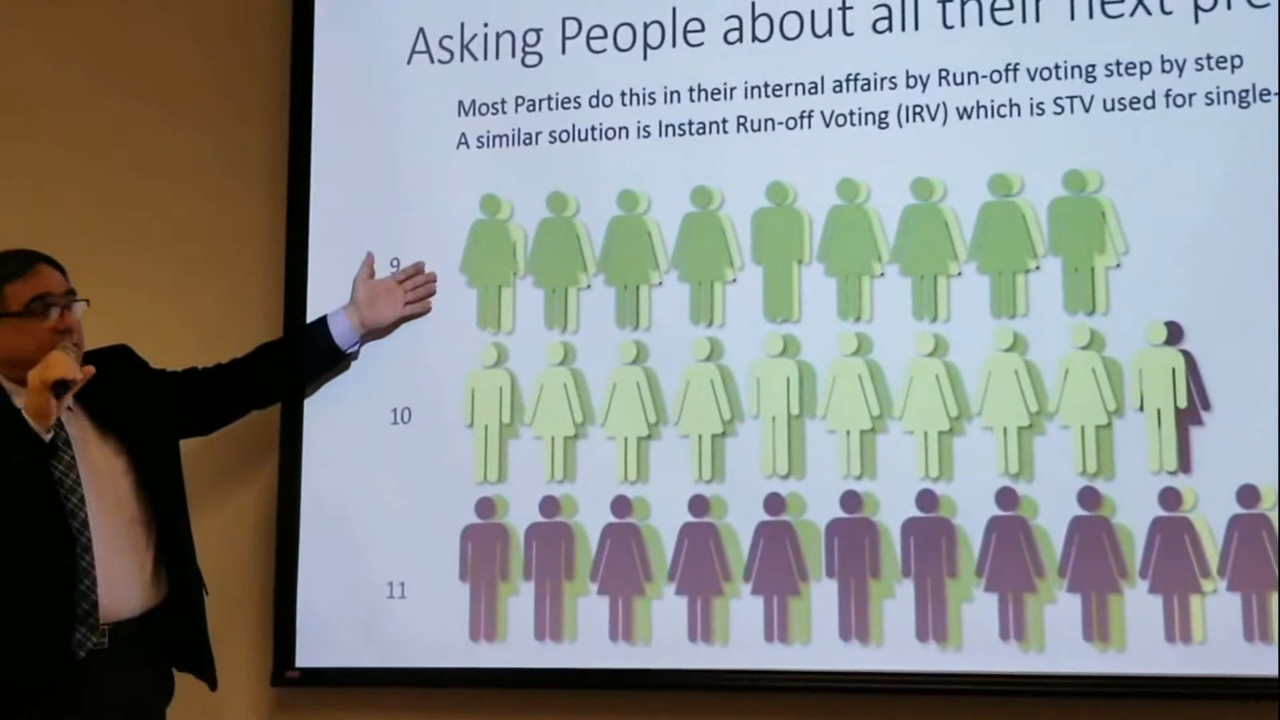 Asking People about all their next
Most Parties do this in their internal affairs by Run-off voting step by step
A similar solution is Instant Run-off Voting (IRV) which is STV used for single-
9
10
11